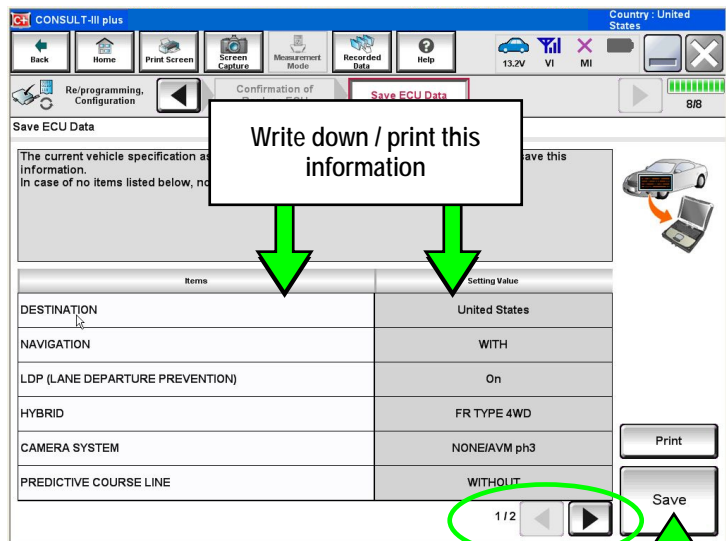 CONSULT-III plus
Country : United
States
Back
Home
Print Screen
Screen
Capture
Measurement
Mode
Recorded
Data
Help
13.2V
VI
MI
Re/programming,
Configuration
Confirmation of
Save ECU Data
8/8
Save ECU Data
Write down / print this
information
The current vehicle specification as
save this
information.
In case of no items listed below,
Items
Setting Value
DESTINATION
United States
NAVIGATION
WITH
LDP (LANE DEPARTURE PREVENTION)
On
HYBRID
FR TYPE 4WD
CAMERA SYSTEM
NONE/AVM ph3
PREDICTIVE COURSE LINE
WITHOUT
Print
Save
1/2